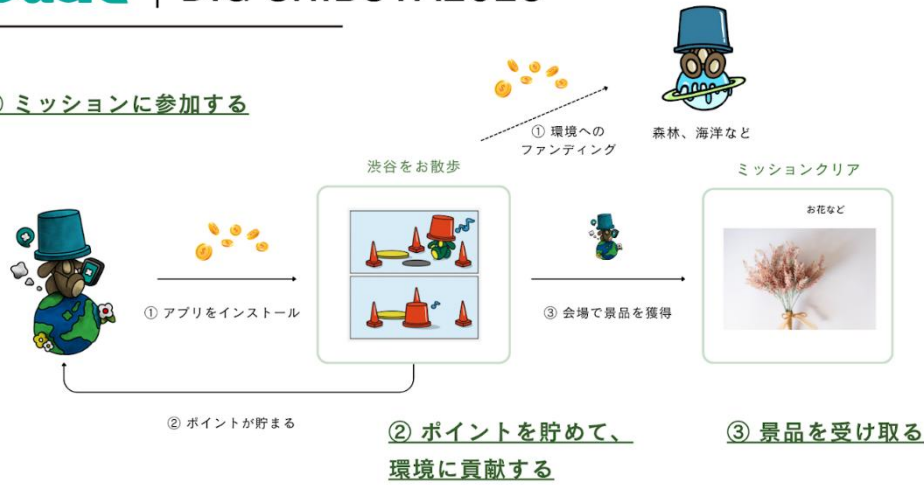 ミッションに参加する
① 環境への
ファンディング
森林、海洋など
渋谷をお散歩
ミッションクリア
お花など
① アプリをインストール
③ 会場で景品を獲得
② ポイントが貯まる
② ポイントを貯めて、
環境に貢献する
③ 景品を受け取る